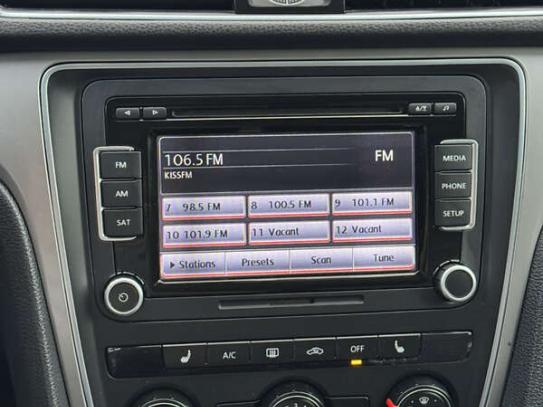 FM
AM
SAT
106.5 FM
FM
KISSFM
7 98.5 FM
8 100.5 FM
9 101.1 FM
10 101.9 FM
11 Vacant
12 Vacant
Stations
Presets
Scan
Tune
MEDIA
PHONE
SETUP
A/C
OFF